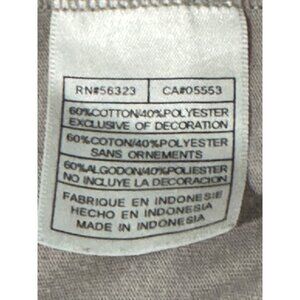 RN#56323 CA#05553
60%COTTON/40%POLYESTER
EXCLUSIVE OF DECORATION
60%COTON/40%POLYESTER
SANS ORNEMENTS
60%ALGODON/40%POLIESTER
NO INCLUYE LA DECORACION
FABRIQUE EN INDONESIE
HECHO EN INDONESIA
MADE IN INDONESIA